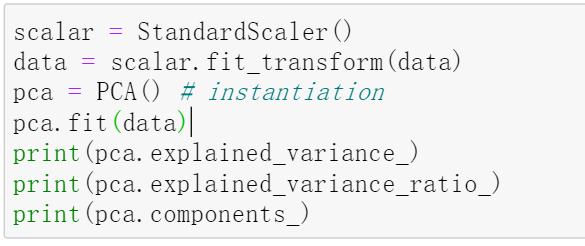 scalar = StandardScaler()
data = scalar.fit_transform(data)
pca = PCA() # instantiation
pca.fit(data)
print(pca.explained_variance_)
print(pca.explained_variance_ratio_)
print(pca.components_)